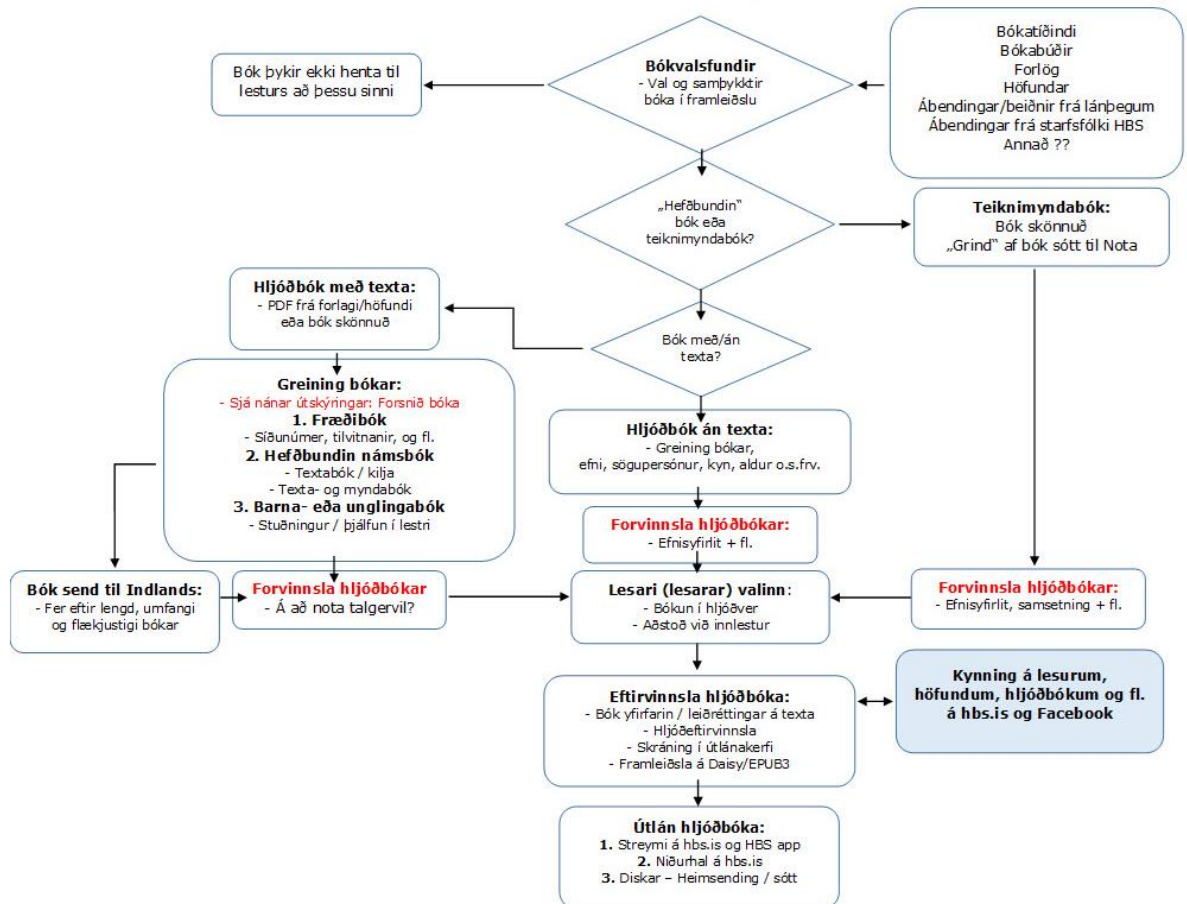 Bókatíðindi
Bókabúðir
Forlög
Höfundar
Ábendingar/beiðnir frá lánþegum
Ábendingar frá starfsfólki HBS
Annað ??
Bókvalsfundir
- Val og samþykktir
bóka í framleiðslu
Bók þykir ekki henta til
lesturs að þessu sinni
„Hefðbundin“
bók eða
teiknimyndabók?
Teiknimyndabók:
Bók skönnuð
„Grind“ af bók sótt til Nota
Hljóðbók með texta:
- PDF frá forlagi/höfundi
eða bók skönnuð
Bók með/án
texta?
Greining bókar:
- Sjá nánar útskýringar: Forsnið bóka
1. Fræðibók
- Síðunúmer, tilvitnanir, og fl.
2. Hefðbundin námsbók
- Textabók / kilja
- Texta- og myndabók
3. Barna- eða unglingabók
- Stuðningur / þjálfun í lestri
Hljóðbók án texta:
- Greining bókar,
efni, sögupersónur, kyn, aldur o.s.frv.
Forvinnsla hljóðbókar:
- Efnisyfirlit + fl.
Bók send til Indlands:
- Fer eftir lengd, umfangi
og flækjustigi bókar
Forvinnsla hljóðbókar
- Á að nota talgervil?
Lesari (lesarar) valinn:
- Bókun í hljóðver
- Aðstoð við innlestur
Forvinnsla hljóðbókar:
- Efnisyfirlit, samsetning + fl.
Eftirvinnsla hljóðbóka:
- Bók yfirfarin / leiðréttingar á texta
- Hljóðeftirvinnsla
- Skráning í útlánakerfi
- Framleiðsla á Daisy/EPUB3
Kynning á lesurum,
höfundum, hljóðbókum og fl.
á hbs.is og Facebook
Útlán hljóðbóka:
1. Streymi á hbs.is og HBS app
2. Niðurhal á hbs.is
3. Diskar – Heimsending / sótt